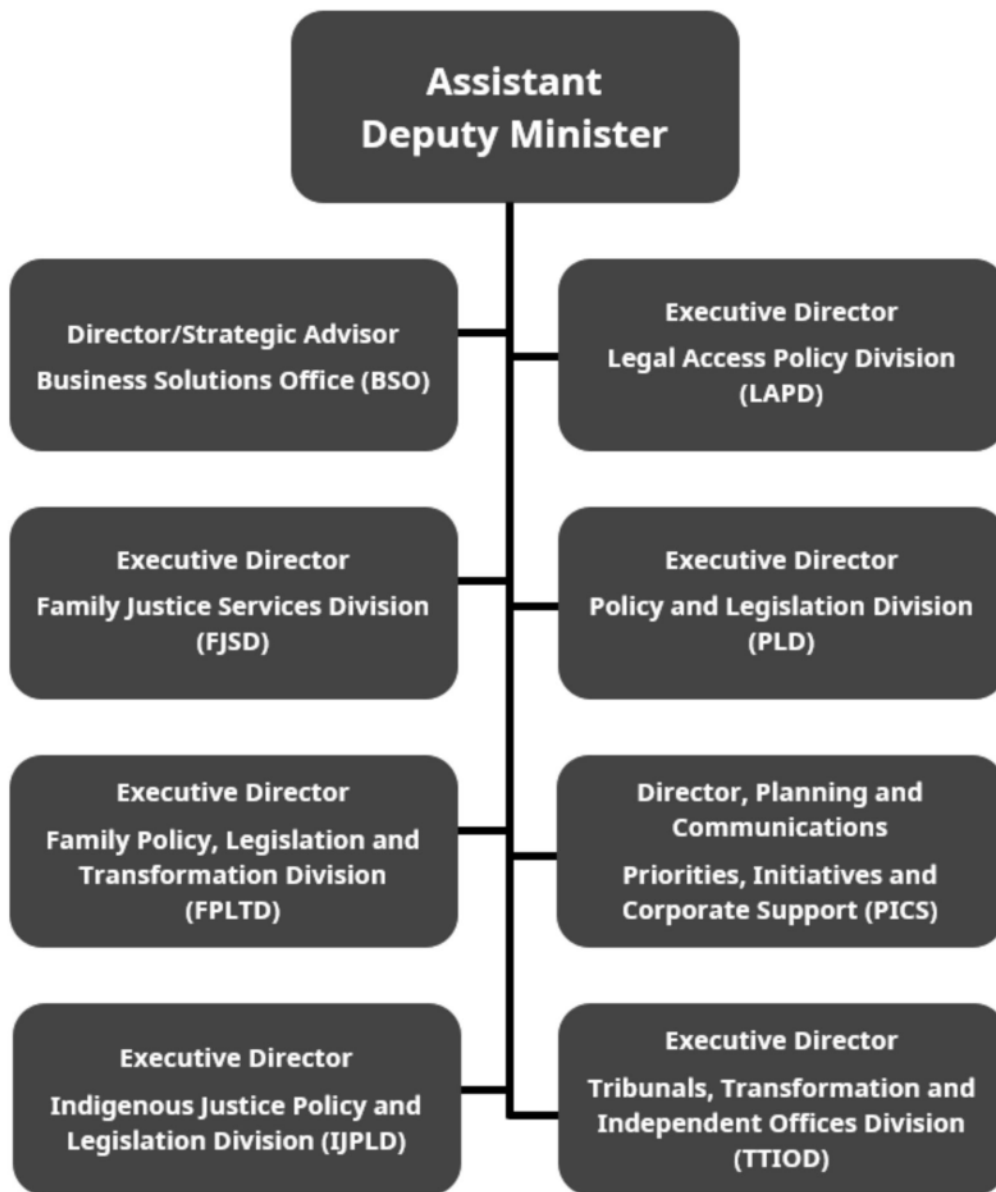 Assistant
Deputy Minister
Director/Strategic Advisor
Business Solutions Office (BSO)
Executive Director
Legal Access Policy Division
(LAPD)
Executive Director
Family Justice Services Division
(FJSD)
Executive Director
Policy and Legislation Division
(PLD)
Executive Director
Family Policy, Legislation and
Transformation Division
(FPLTD)
Director, Planning and
Communications
Priorities, Initiatives and
Corporate Support (PICS)
Executive Director
Indigenous Justice Policy and
Legislation Division (IJPLD)
Executive Director
Tribunals, Transformation and
Independent Offices Division
(TTIOD)